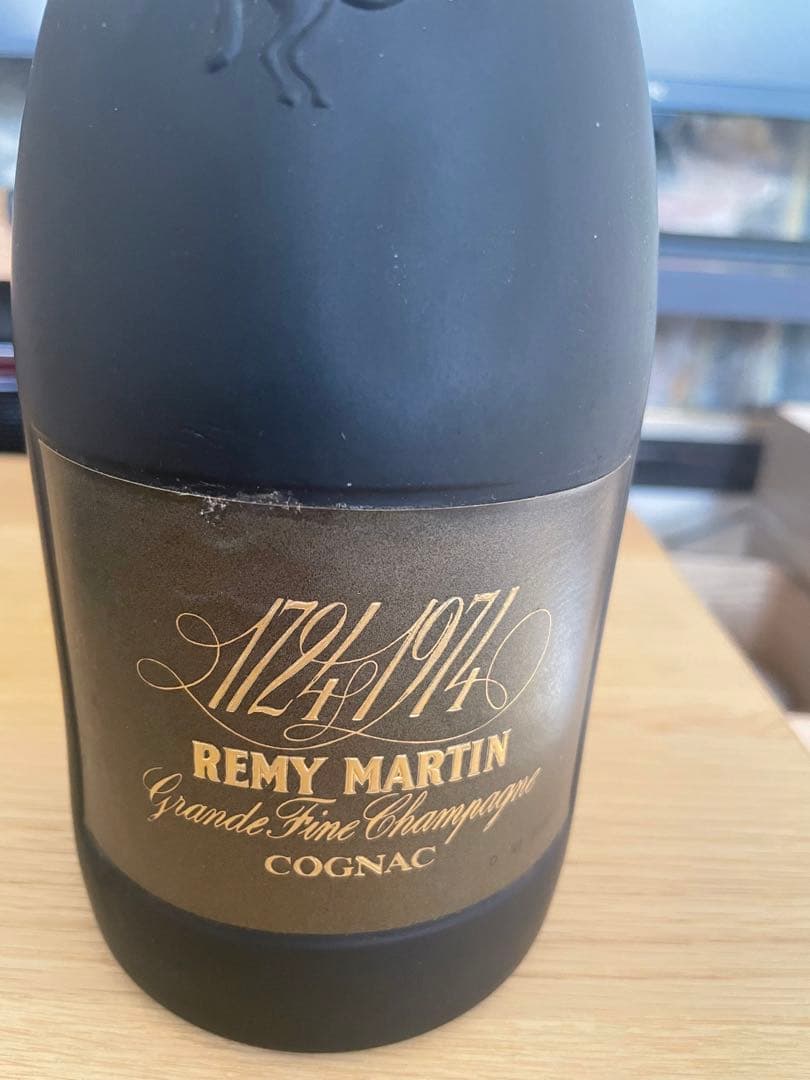 1724 1974
REMY MARTIN
Grande Fine Champagne
COGNAC